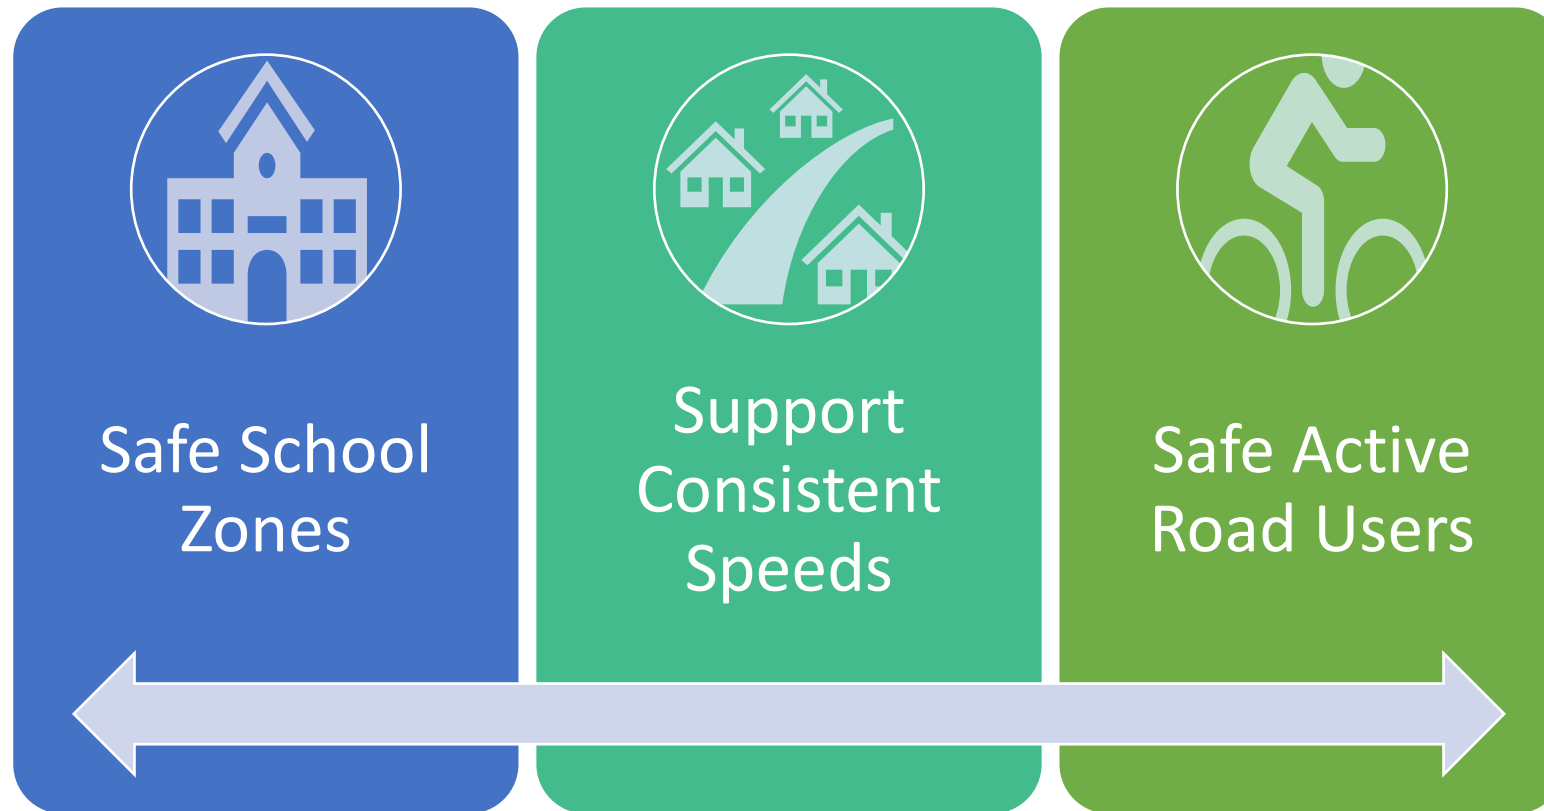 Safe School
Zones
Support
Consistent
Speeds
Safe Active
Road Users